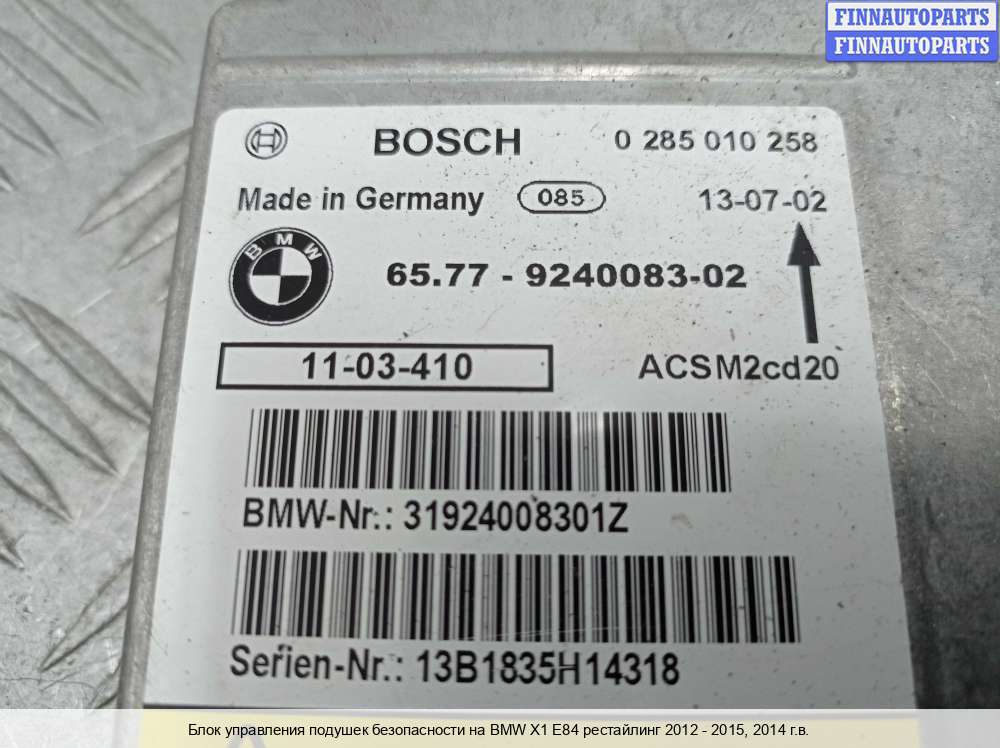 FINNAUTOPARTS
FINNAUTOPARTS
BOSCH 0 285 010 258
Made in Germany 085 13-07-02
BMW
65.77 - 9240083-02
11-03-410 ACSM2cd20
BMW-Nr.: 31924008301Z
Serien-Nr.: 13B1835H14318
Блок управления подушек безопасности на BMW X1 E84 рестайлинг 2012 - 2015, 2014 г.в.